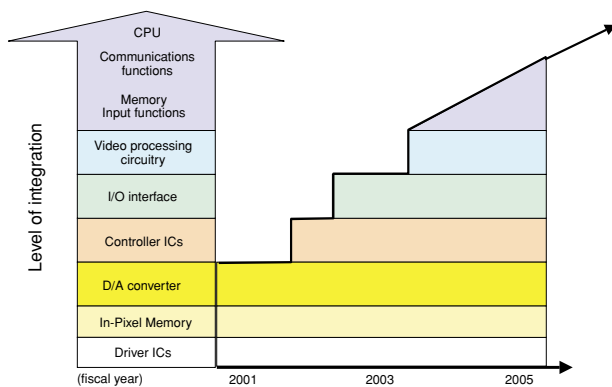 CPU
Communications
functions
Memory
Input functions
Video processing
circuitry
I/O interface
Controller ICs
D/A converter
In-Pixel Memory
Driver ICs
Level of integration
(fiscal year)
2001
2003
2005